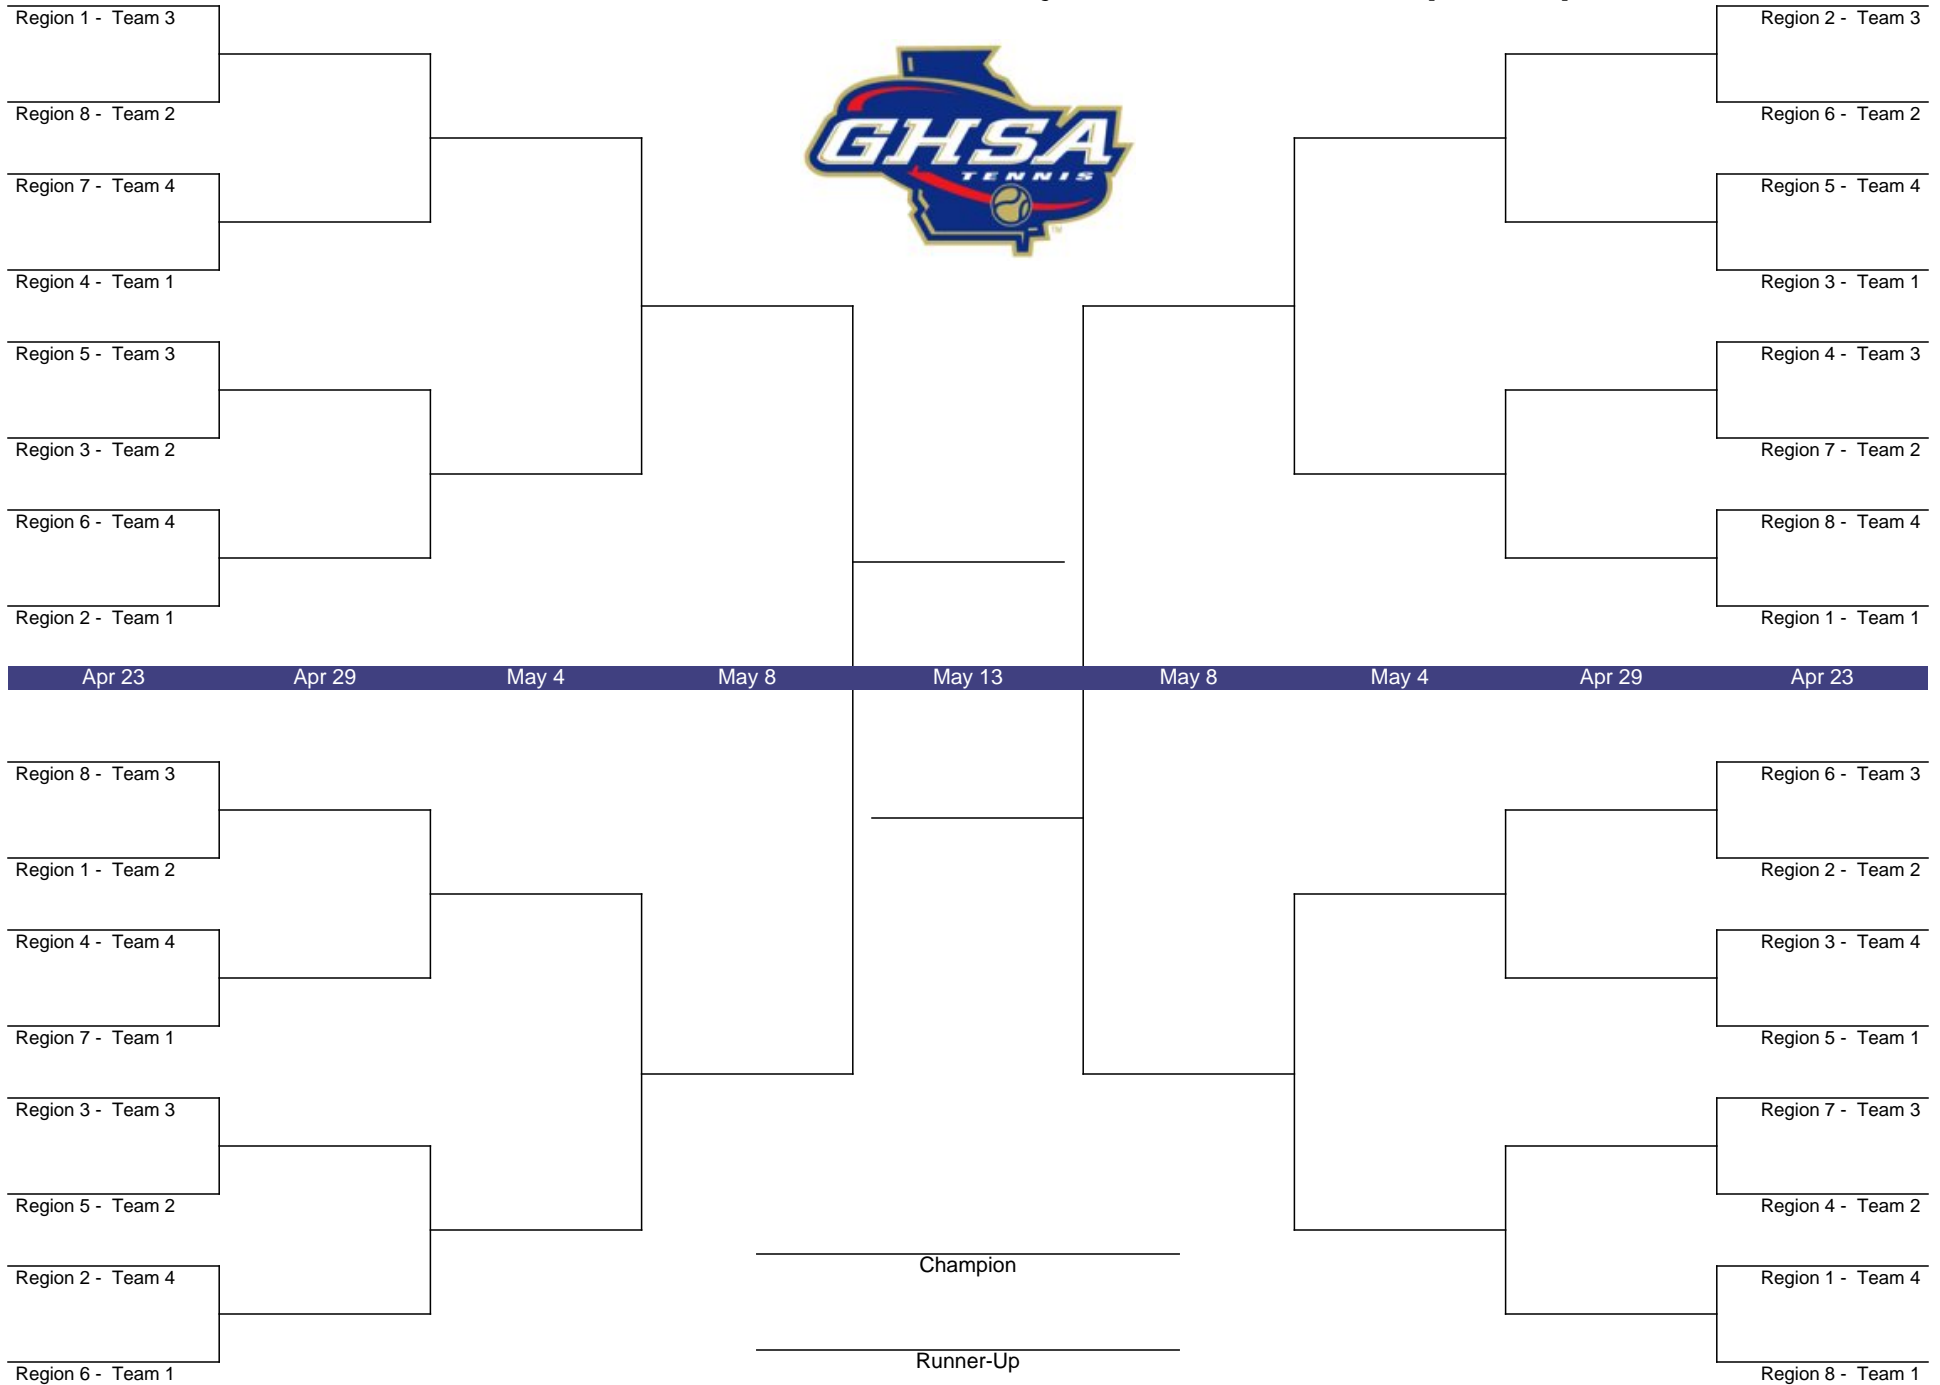 Region 1 - Team 3
Region 8 - Team 2
Region 7 - Team 4
Region 4 - Team 1
Region 5 - Team 3
Region 3 - Team 2
Region 6 - Team 4
Region 2 - Team 1
GHSA
TENNIS
TM
Region 2 - Team 3
Region 6 - Team 2
Region 5 - Team 4
Region 3 - Team 1
Region 4 - Team 3
Region 7 - Team 2
Region 8 - Team 4
Region 1 - Team 1
Apr 23 Apr 29 May 4 May 8 May 13 May 8 May 4 Apr 29 Apr 23
Region 8 - Team 3
Region 1 - Team 2
Region 4 - Team 4
Region 7 - Team 1
Region 3 - Team 3
Region 5 - Team 2
Region 2 - Team 4
Region 6 - Team 1
Champion
Runner-Up
Region 6 - Team 3
Region 2 - Team 2
Region 3 - Team 4
Region 5 - Team 1
Region 7 - Team 3
Region 4 - Team 2
Region 1 - Team 4
Region 8 - Team 1